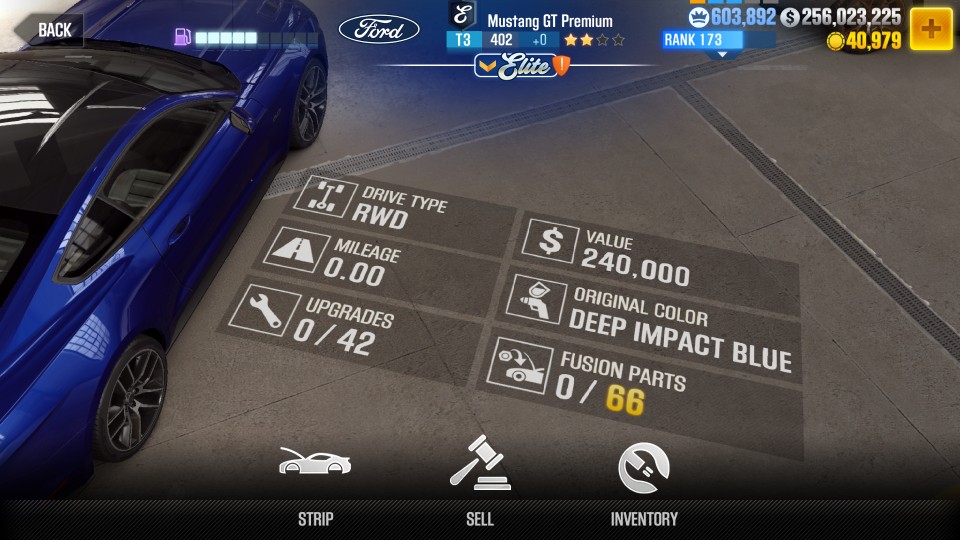 BACK
Ford
Ɛ
Mustang GT Premium
T3 402 +0
Elite
603,892
$ 256,023,225
RANK 173
40,979
DRIVE TYPE
RWD
MILEAGE
0.00
UPGRADES
0 / 42
$
VALUE
240,000
ORIGINAL COLOR
DEEP IMPACT BLUE
FUSION PARTS
0 / 66
STRIP
SELL
INVENTORY